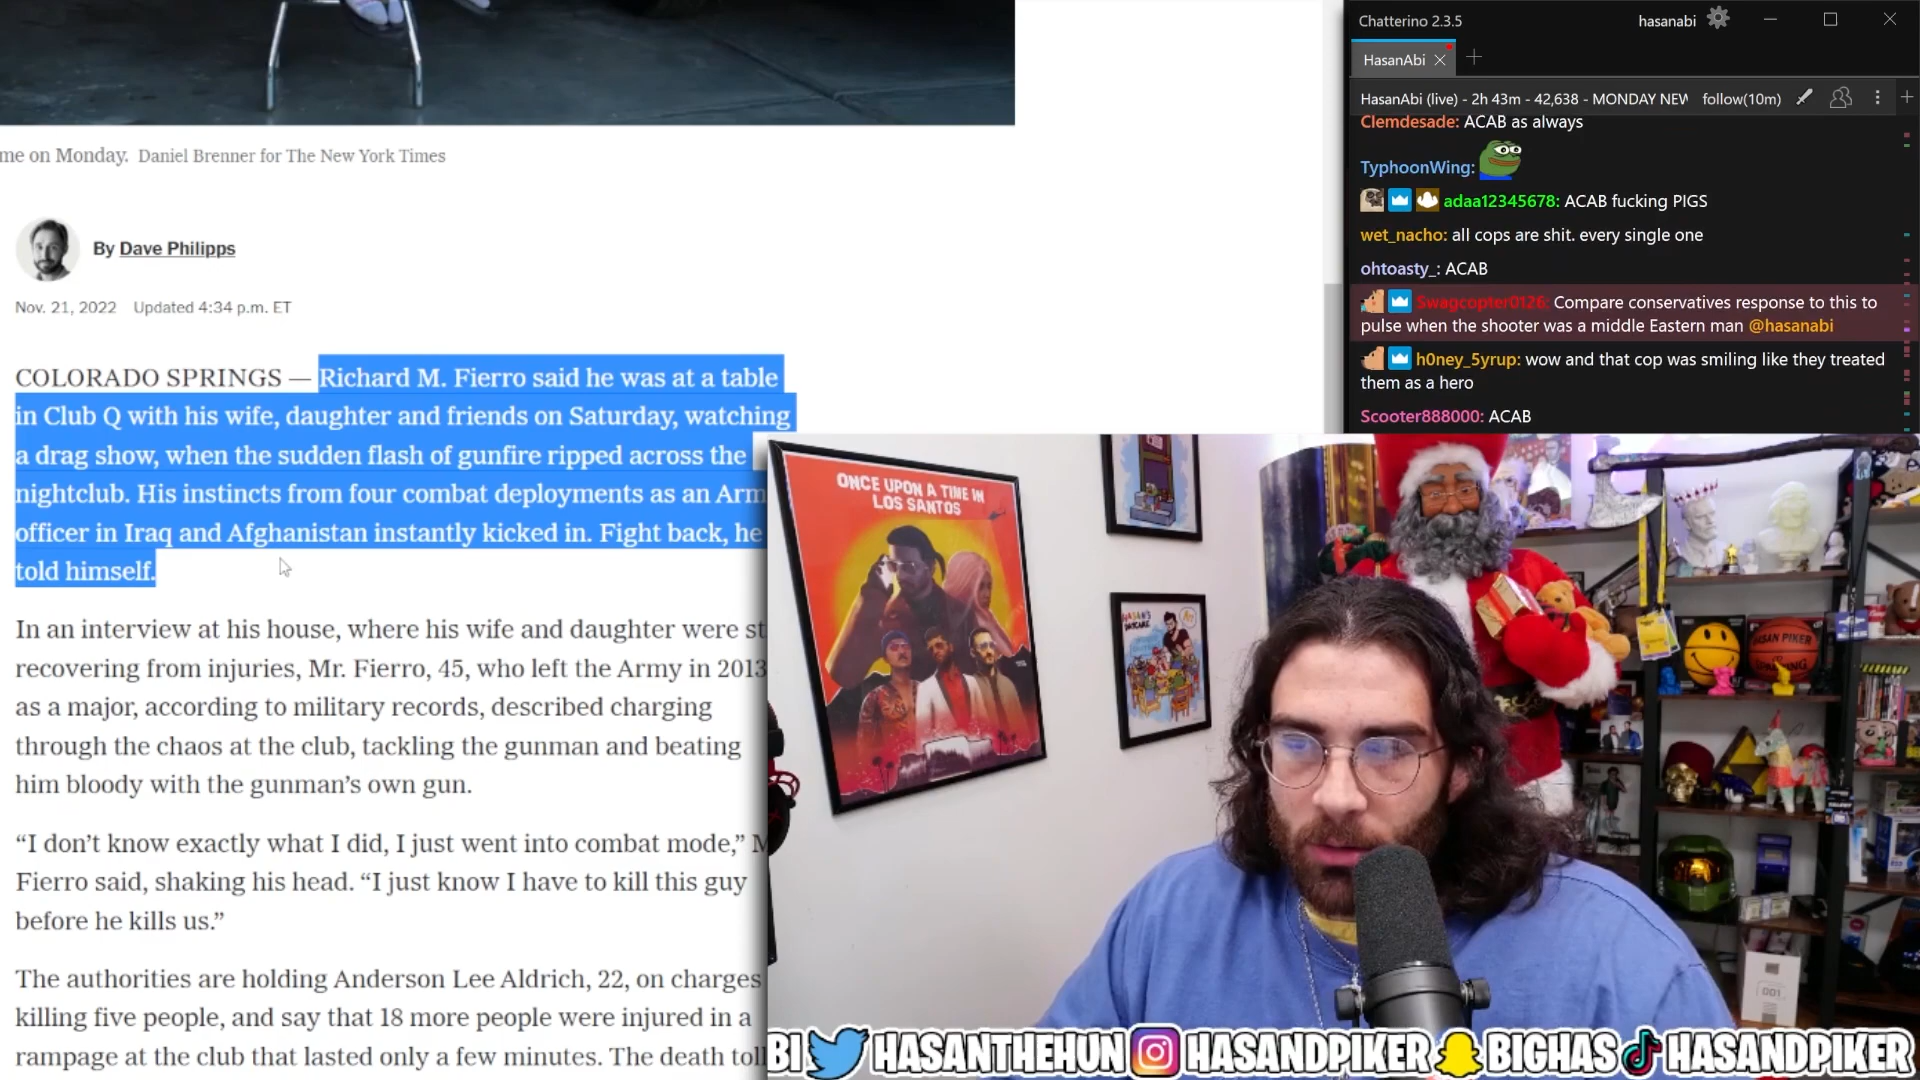 me on Monday. Daniel Brenner for The New York Times
By Dave Philipps
Nov. 21, 2022 Updated 4:34 p.m. ET
COLORADO SPRINGS — Richard M. Fierro said he was at a table
in Club Q with his wife, daughter and friends on Saturday, watching
a drag show, when the sudden flash of gunfire ripped across the
nightclub. His instincts from four combat deployments as an Arm
officer in Iraq and Afghanistan instantly kicked in. Fight back, he
told himself.
In an interview at his house, where his wife and daughter were st
recovering from injuries, Mr. Fierro, 45, who left the Army in 2013
as a major, according to military records, described charging
through the chaos at the club, tackling the gunman and beating
him bloody with the gunman’s own gun.
“I don’t know exactly what I did, I just went into combat mode,” M
Fierro said, shaking his head. “I just know I have to kill this guy
before he kills us.”
The authorities are holding Anderson Lee Aldrich, 22, on charges
killing five people, and say that 18 more people were injured in a
rampage at the club that lasted only a few minutes. The death toll
Chatterino 2.3.5
hasanabi
HasanAbi
HasanAbi (live) - 2h 43m - 42,638 - MONDAY NEW follow(10m)
Clemdesade: ACAB as always
TyphoonWing:
adaa12345678: ACAB fucking PIGS
wet_nacho: all cops are shit. every single one
ohtoasty_: ACAB
Swagcopter0126: Compare conservatives response to this to
pulse when the shooter was a middle Eastern man @hasanabi
h0ney_5yrup: wow and that cop was smiling like they treated
them as a hero
Scooter888000: ACAB
ONCE UPON A TIME IN
LOS SANTOS
HASAN PIKER
SPALDING
001
BI HASANTHEHUN HASANDPIKER BIGHAS HASANDPIKER